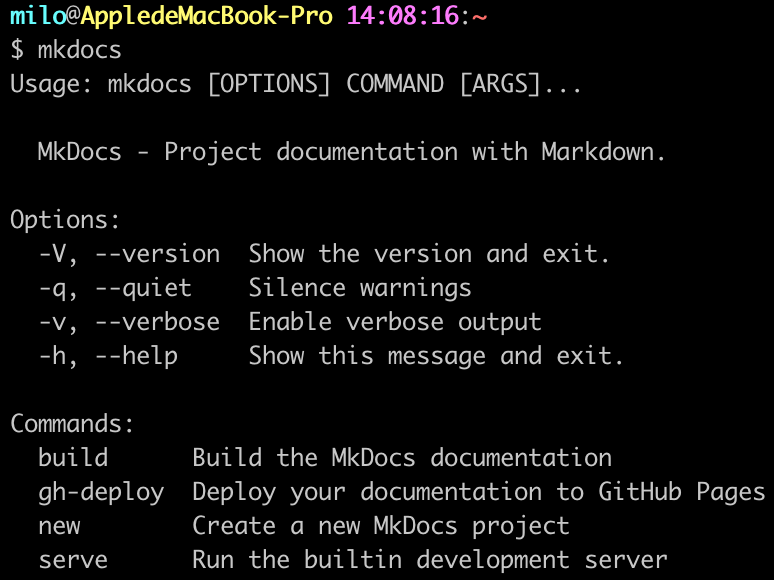 milo@AppledeMacBook-Pro 14:08:16:~
$ mkdocs
Usage: mkdocs [OPTIONS] COMMAND [ARGS]...
MkDocs - Project documentation with Markdown.
Options:
-V, --version  Show the version and exit.
-q, --quiet    Silence warnings
-v, --verbose  Enable verbose output
-h, --help     Show this message and exit.
Commands:
build      Build the MkDocs documentation
gh-deploy  Deploy your documentation to GitHub Pages
new        Create a new MkDocs project
serve      Run the builtin development server